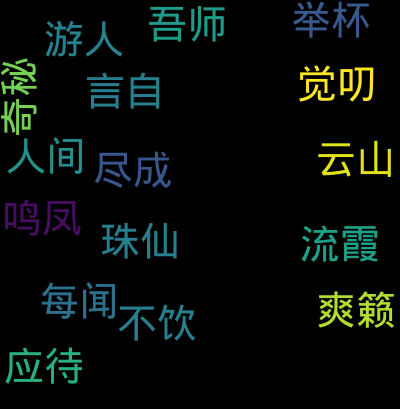 吾师
举杯
游人
奇秘
觉叨
言自
人间
尽成
云山
鸣凤
珠仙
流霞
每闻
不饮
爽籁
应待